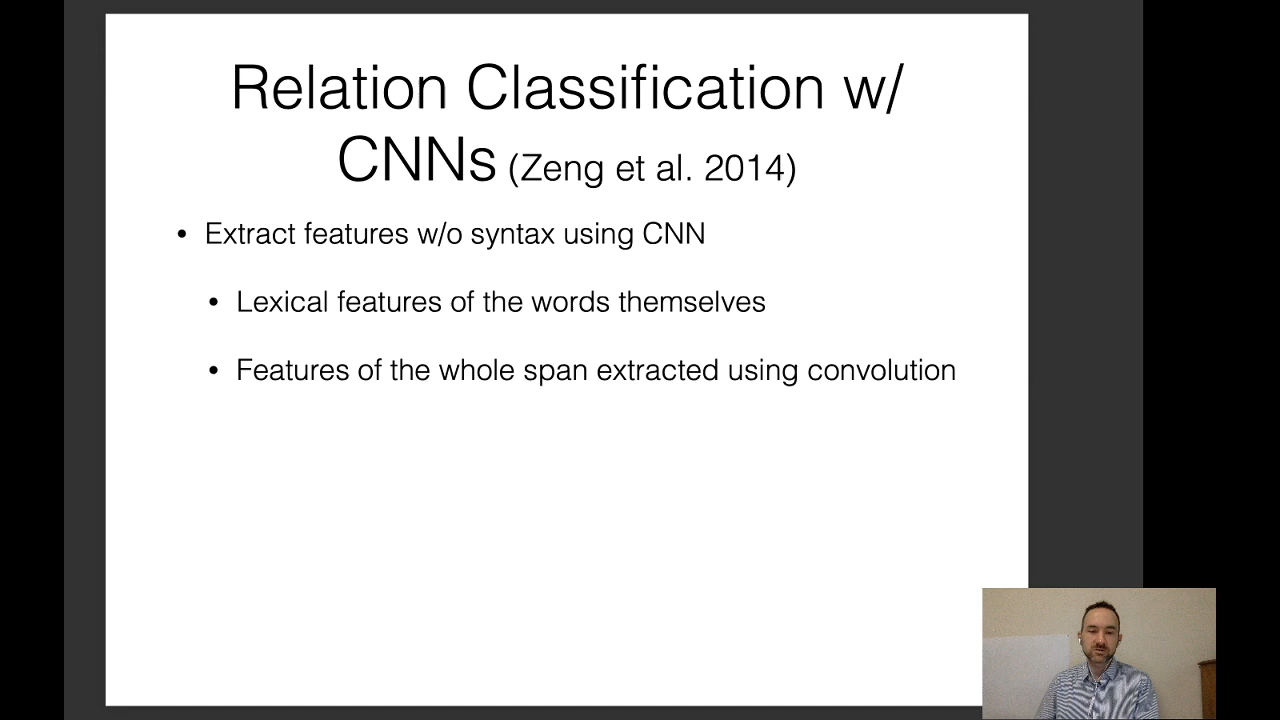 Relation Classification w/
CNNs (Zeng et al. 2014)
• Extract features w/o syntax using CNN
• Lexical features of the words themselves
• Features of the whole span extracted using convolution